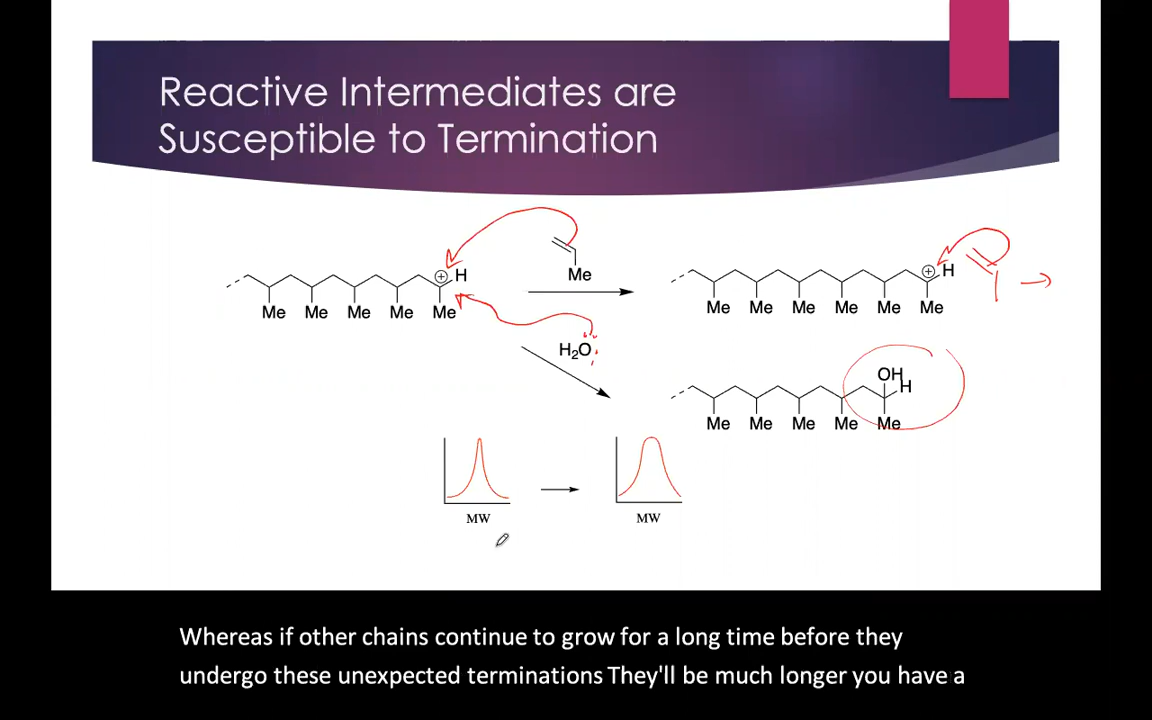 Reactive Intermediates are
Susceptible to Termination
Me
⊕ H
⊕ H
Me Me Me Me Me
Me Me Me Me Me Me
H₂O
OH
H
Me Me Me Me Me
MW
MW
Whereas if other chains continue to grow for a long time before they
undergo these unexpected terminations They'll be much longer you have a